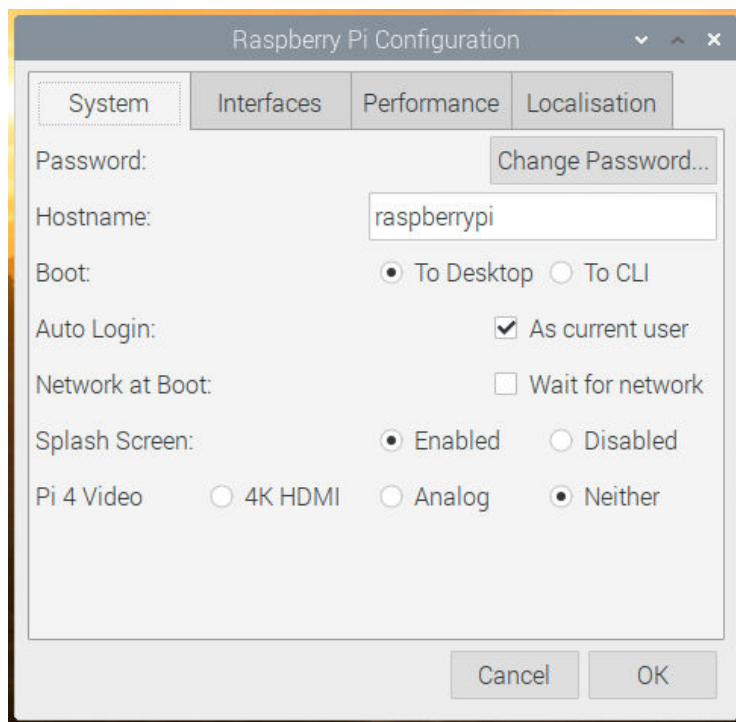 Raspberry Pi Configuration
System Interfaces Performance Localisation
Password: Change Password...
Hostname: raspberrypi
Boot: To Desktop To CLI
Auto Login: As current user
Network at Boot: Wait for network
Splash Screen: Enabled Disabled
Pi 4 Video 4K HDMI Analog Neither
Cancel OK